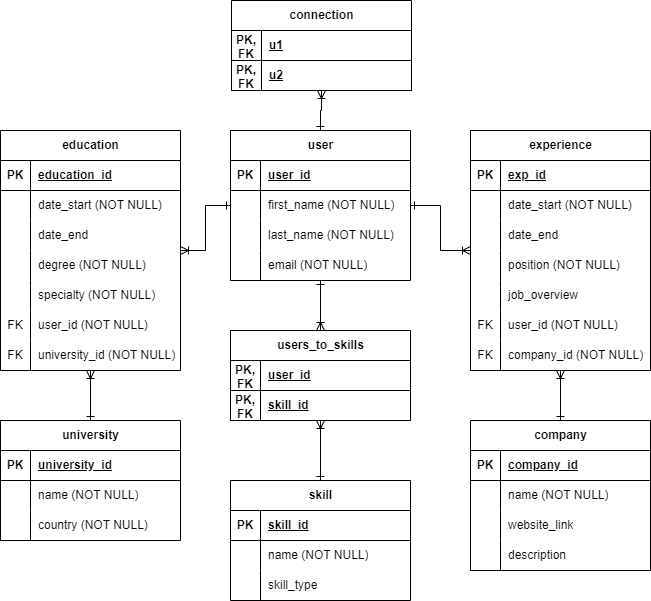 connection
PK, FK u1
PK, FK u2
education
PK education_id
date_start (NOT NULL)
date_end
degree (NOT NULL)
specialty (NOT NULL)
FK user_id (NOT NULL)
FK university_id (NOT NULL)
user
PK user_id
first_name (NOT NULL)
last_name (NOT NULL)
email (NOT NULL)
experience
PK exp_id
date_start (NOT NULL)
date_end
position (NOT NULL)
job_overview
FK user_id (NOT NULL)
FK company_id (NOT NULL)
users_to_skills
PK, FK user_id
PK, FK skill_id
university
PK university_id
name (NOT NULL)
country (NOT NULL)
skill
PK skill_id
name (NOT NULL)
skill_type
company
PK company_id
name (NOT NULL)
website_link
description